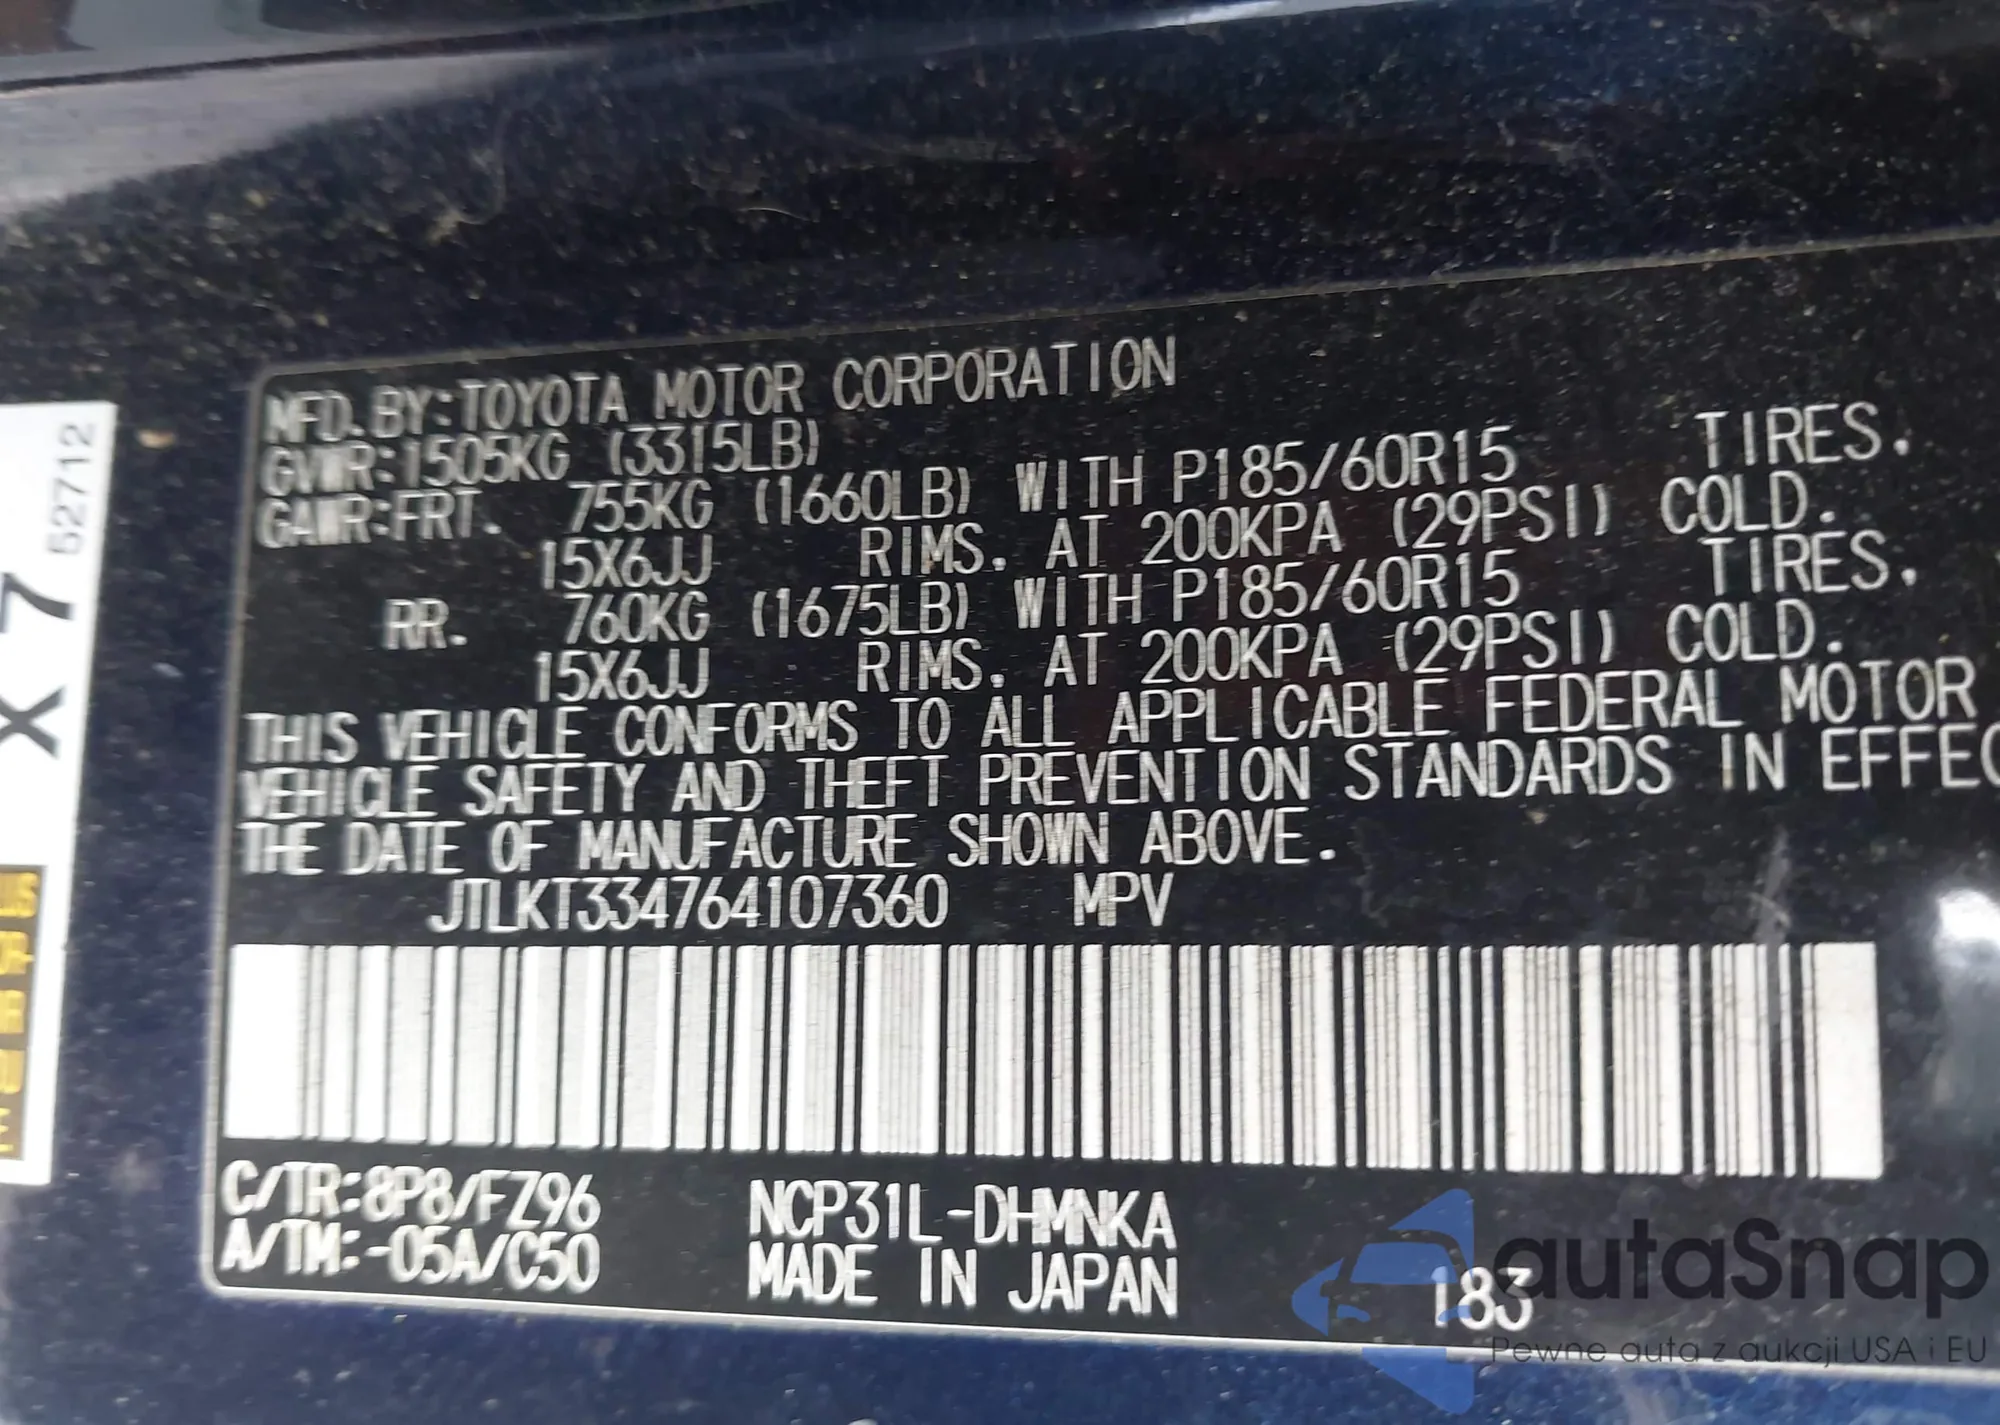 MFD. BY:TOYOTA MOTOR CORPORATION
GVWR:1505KG (3315LB)
GAWR:FRT. 755KG (1660LB) WITH P185/60R15 TIRES,
15X6JJ RIMS, AT 200KPA (29PSI) COLD.
RR. 760KG (1675LB) WITH P185/60R15 TIRES,
15X6JJ RIMS, AT 200KPA (29PSI) COLD.
THIS VEHICLE CONFORMS TO ALL APPLICABLE FEDERAL MOTOR
VEHICLE SAFETY AND THEFT PREVENTION STANDARDS IN EFFEC
THE DATE OF MANUFACTURE SHOWN ABOVE.
JTLKT334764107360 MPV
C/TR:8P8/FZ96 NCP31L-DHMNKA
A/TM:-05A/C50 MADE IN JAPAN 183
X 7 52712
autoSnap
Pewne auta z aukcji USA i EU